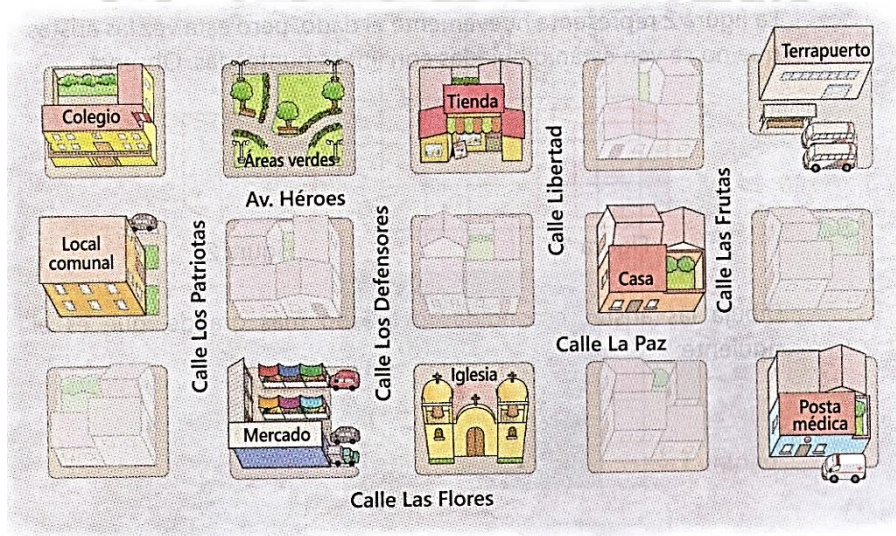 Terrapuerto
Colegio
Tienda
Áreas verdes
Av. Héroes
Calle Libertad
Local
comunal
Calle Los Patriotas
Calle Los Defensores
Casa
Calle Las Frutas
Calle La Paz
Iglesia
Mercado
Posta
médica
Calle Las Flores